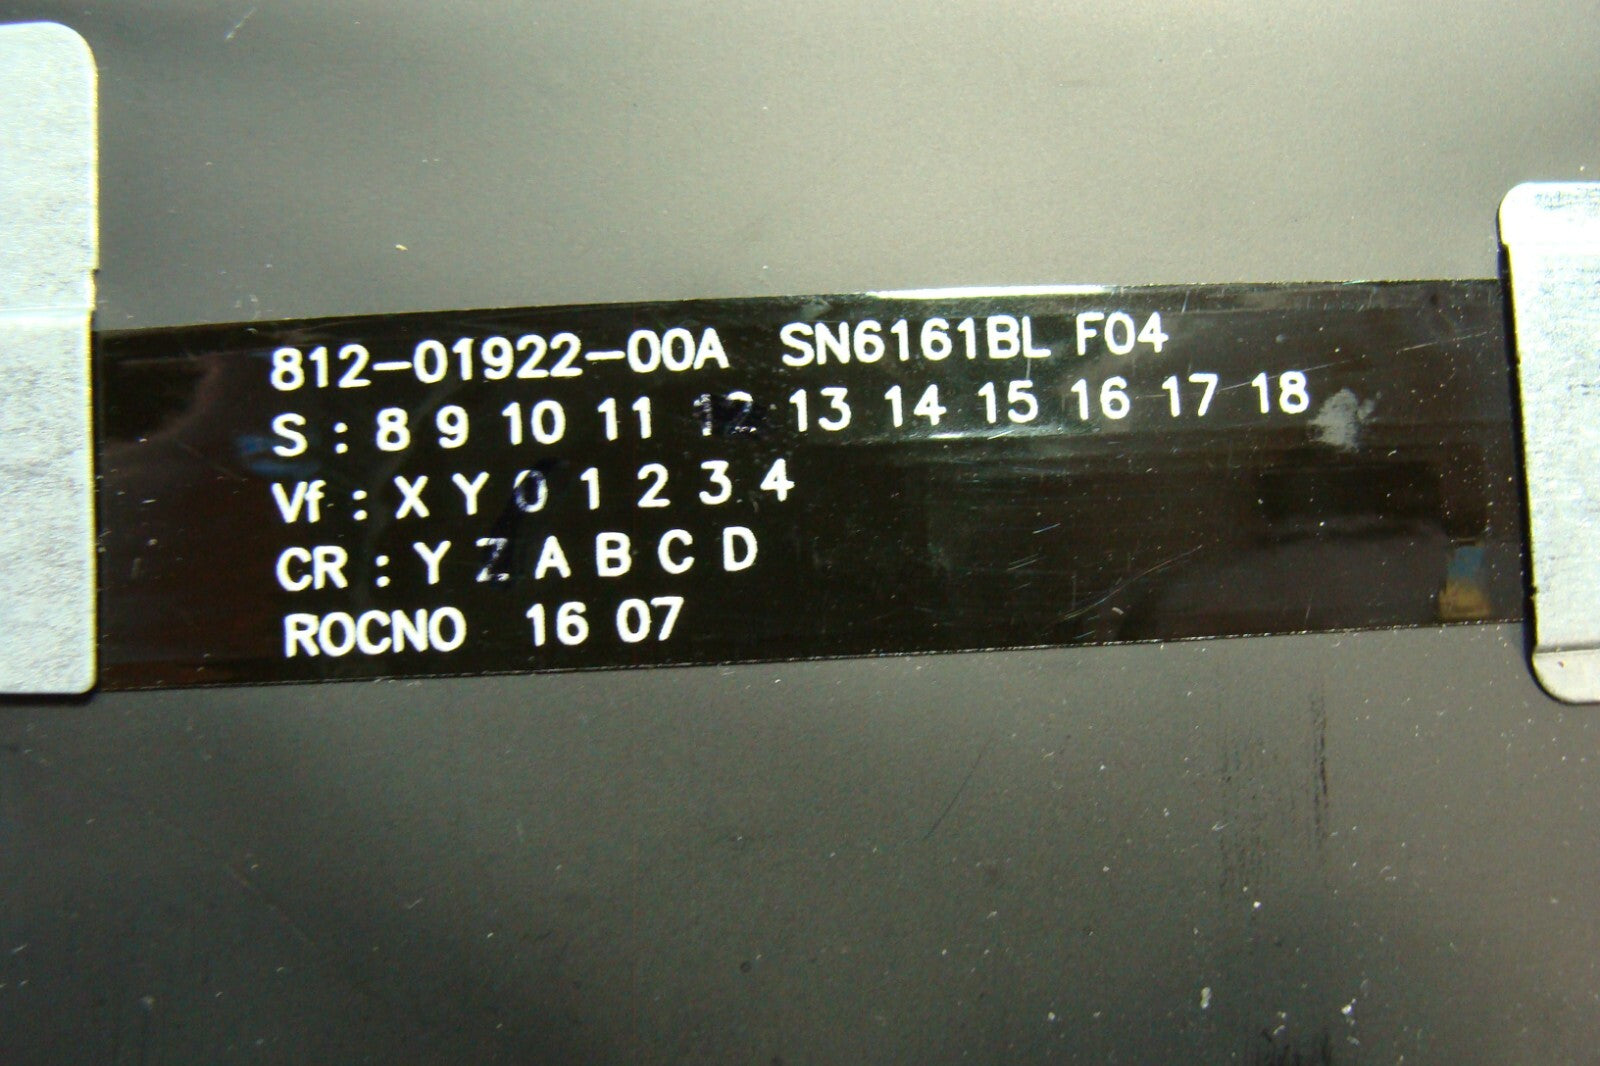 812-01922-00A SN6161BL F04
S : 8 9 10 11 12 13 14 15 16 17 18
Vf : X Y 0 1 2 3 4
CR : Y Z A B C D
ROCNO 16 07